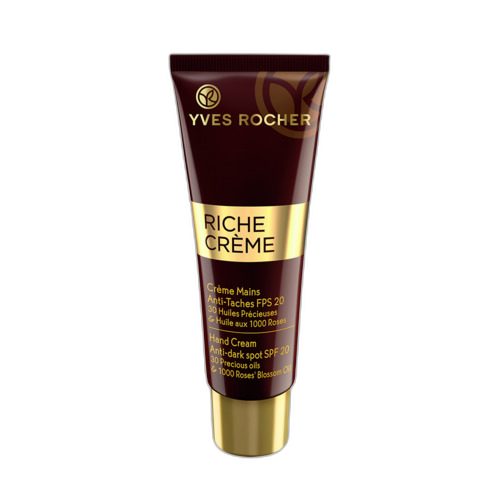 YVES ROCHER
RICHE
CRÈME
Crème Mains
Anti-Taches FPS 20
30 Huiles Précieuses
& Huile aux 1000 Roses
Hand Cream
Anti-dark spot SPF 20
30 Precious oils
& 1000 Roses' Blossom Oil